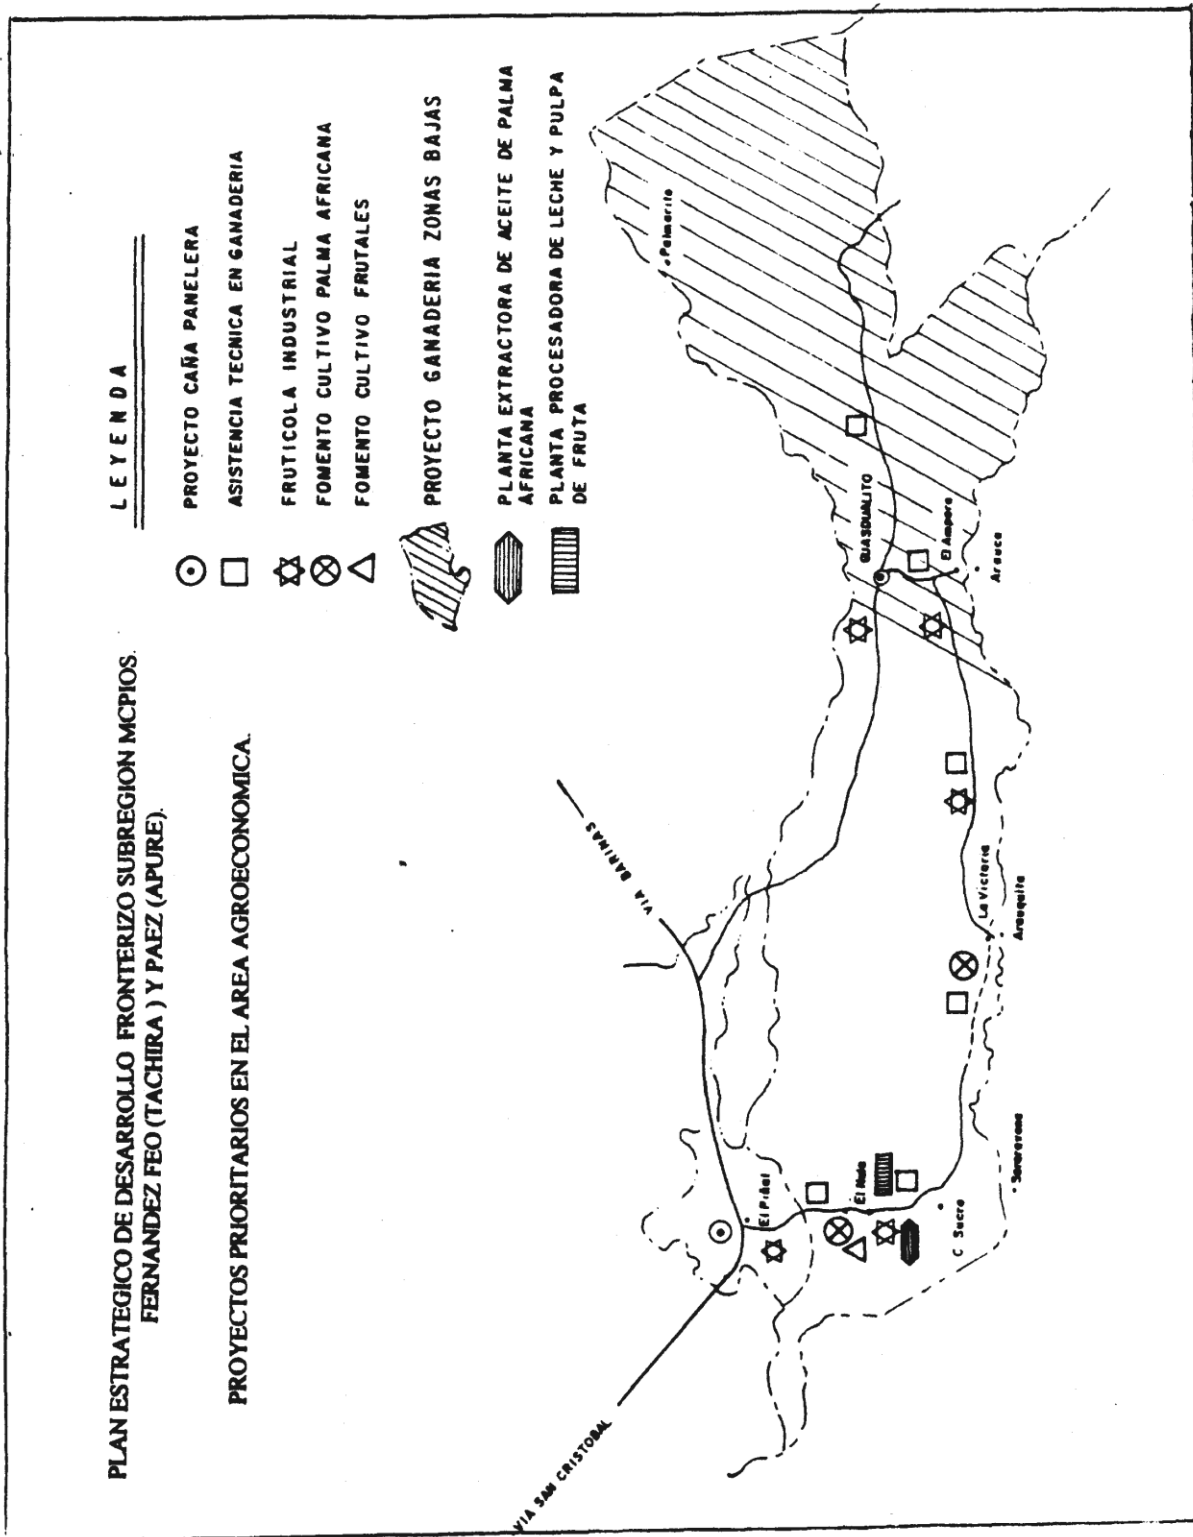 PLAN ESTRATEGICO DE DESARROLLO FRONTERIZO SUBREGION MCPIOS.
FERNANDEZ FEO (TACHIRA ) Y PAEZ (APURE).
PROYECTOS PRIORITARIOS EN EL AREA AGROECONOMICA.
LEYENDA
PROYECTO CAÑA PANELERA
ASISTENCIA TECNICA EN GANADERIA
FRUTICOLA INDUSTRIAL
FOMENTO CULTIVO PALMA AFRICANA
FOMENTO CULTIVO FRUTALES
PROYECTO GANADERIA ZONAS BAJAS
PLANTA EXTRACTORA DE ACEITE DE PALMA
AFRICANA
PLANTA PROCESADORA DE LECHE Y PULPA
DE FRUTA
VIA SAN CRISTOBAL
VIA BARINAS
Palmarito
El Piñal
El Nula
C Sucre
Saravena
La Victoria
Arauquita
GUASDUALITO
El Amparo
Arauca